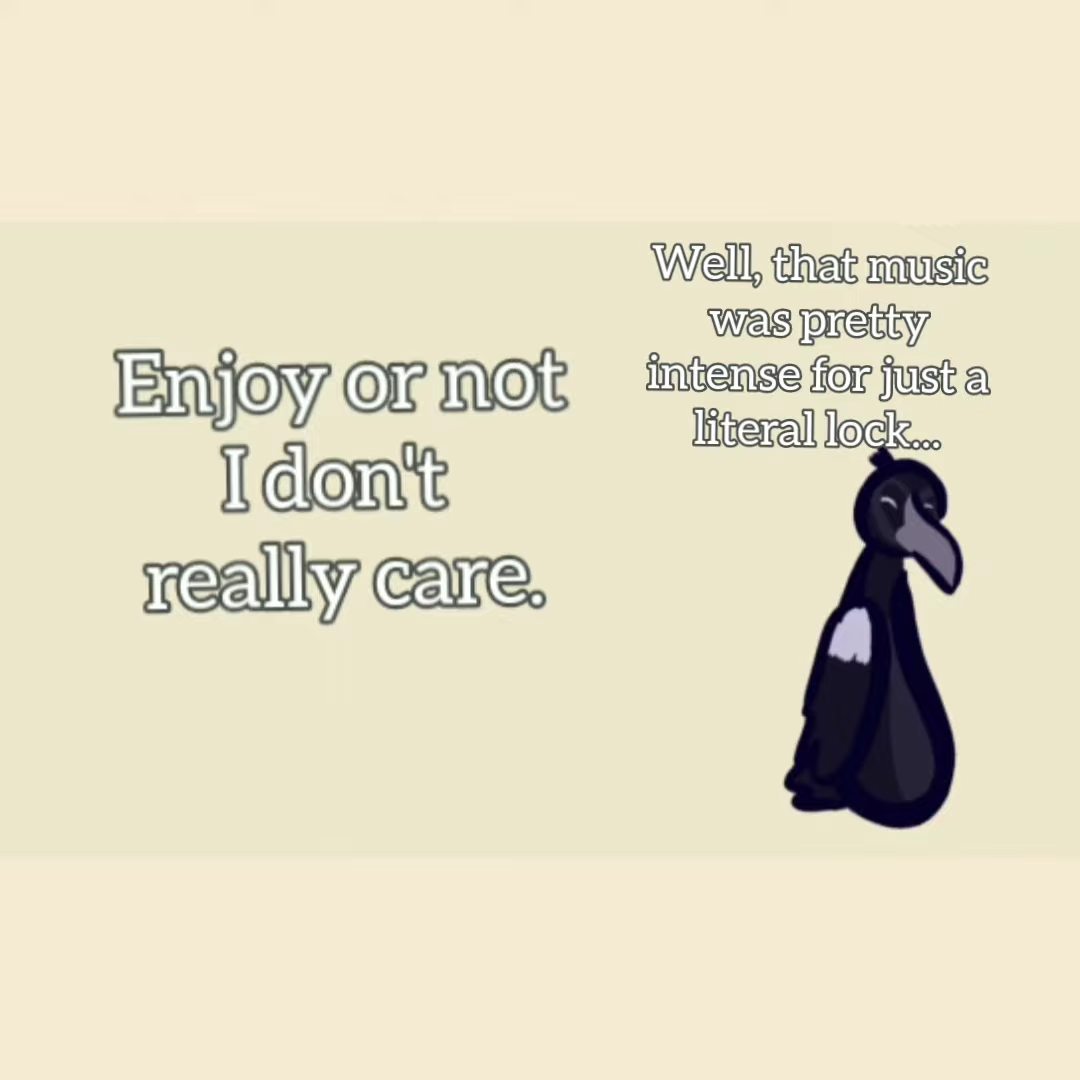 Enjoy or not
I don't
really care.
Well, that music
was pretty
intense for just a
literal lock...